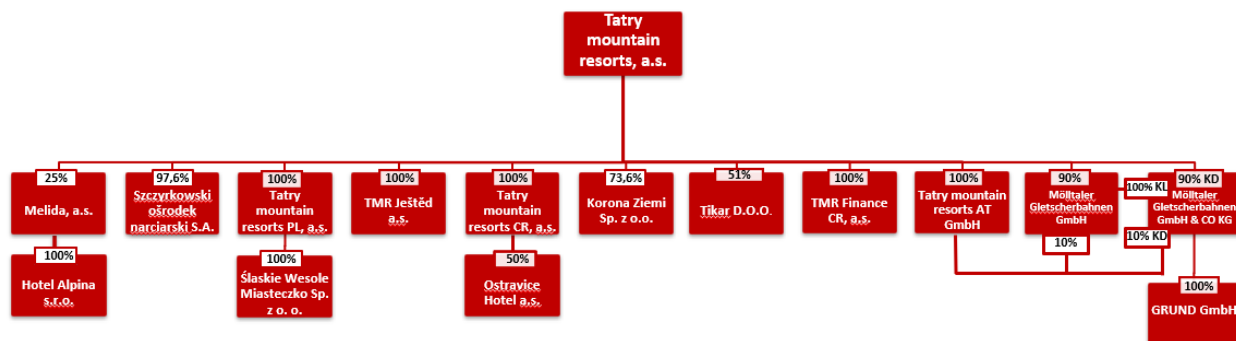 Tatry
mountain
resorts, a.s.
25%
Melida, a.s.
97,6%
Szczyrkowski
ośrodek
narciarski S.A.
100%
Tatry
mountain
resorts PL, a.s.
100%
TMR Ještěd
a.s.
100%
Tatry
mountain
resorts CR, a.s.
73,6%
Korona Ziemi
Sp. z o.o.
51%
Tikar D.O.O.
100%
TMR Finance
CR, a.s.
100%
Tatry mountain
resorts AT
GmbH
90%
Mölltaler
Gletscherbahnen
GmbH
100% KL
90% KD
Mölltaler
Gletscherbahnen
GmbH & CO KG
10%
10% KD
100%
Hotel Alpina
s.r.o.
100%
Ślaskie Wesole
Miasteczko Sp.
z o. o.
50%
Ostravice
Hotel a.s.
100%
GRUND GmbH